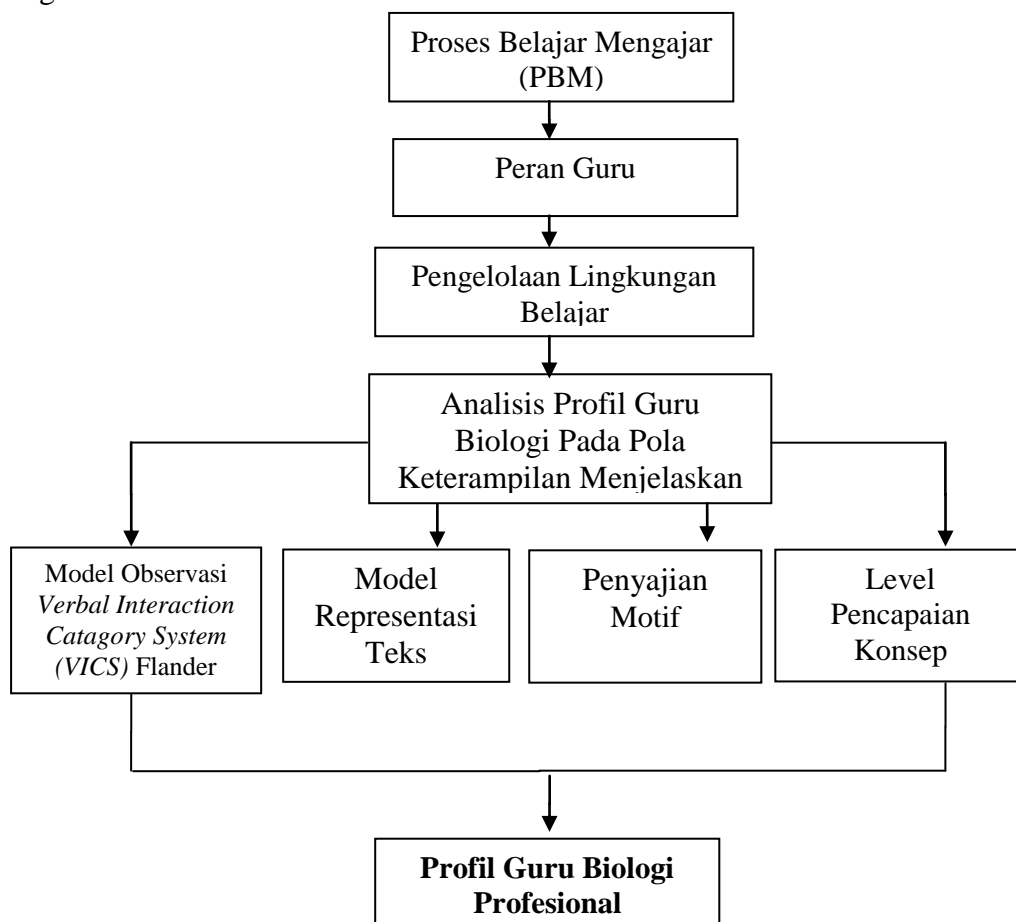 Proses Belajar Mengajar
(PBM)
Peran Guru
Pengelolaan Lingkungan
Belajar
Analisis Profil Guru
Biologi Pada Pola
Keterampilan Menjelaskan
Model Observasi
Verbal Interaction
Catagory System
(VICS) Flander
Model
Representasi
Teks
Penyajian
Motif
Level
Pencapaian
Konsep
Profil Guru Biologi
Profesional